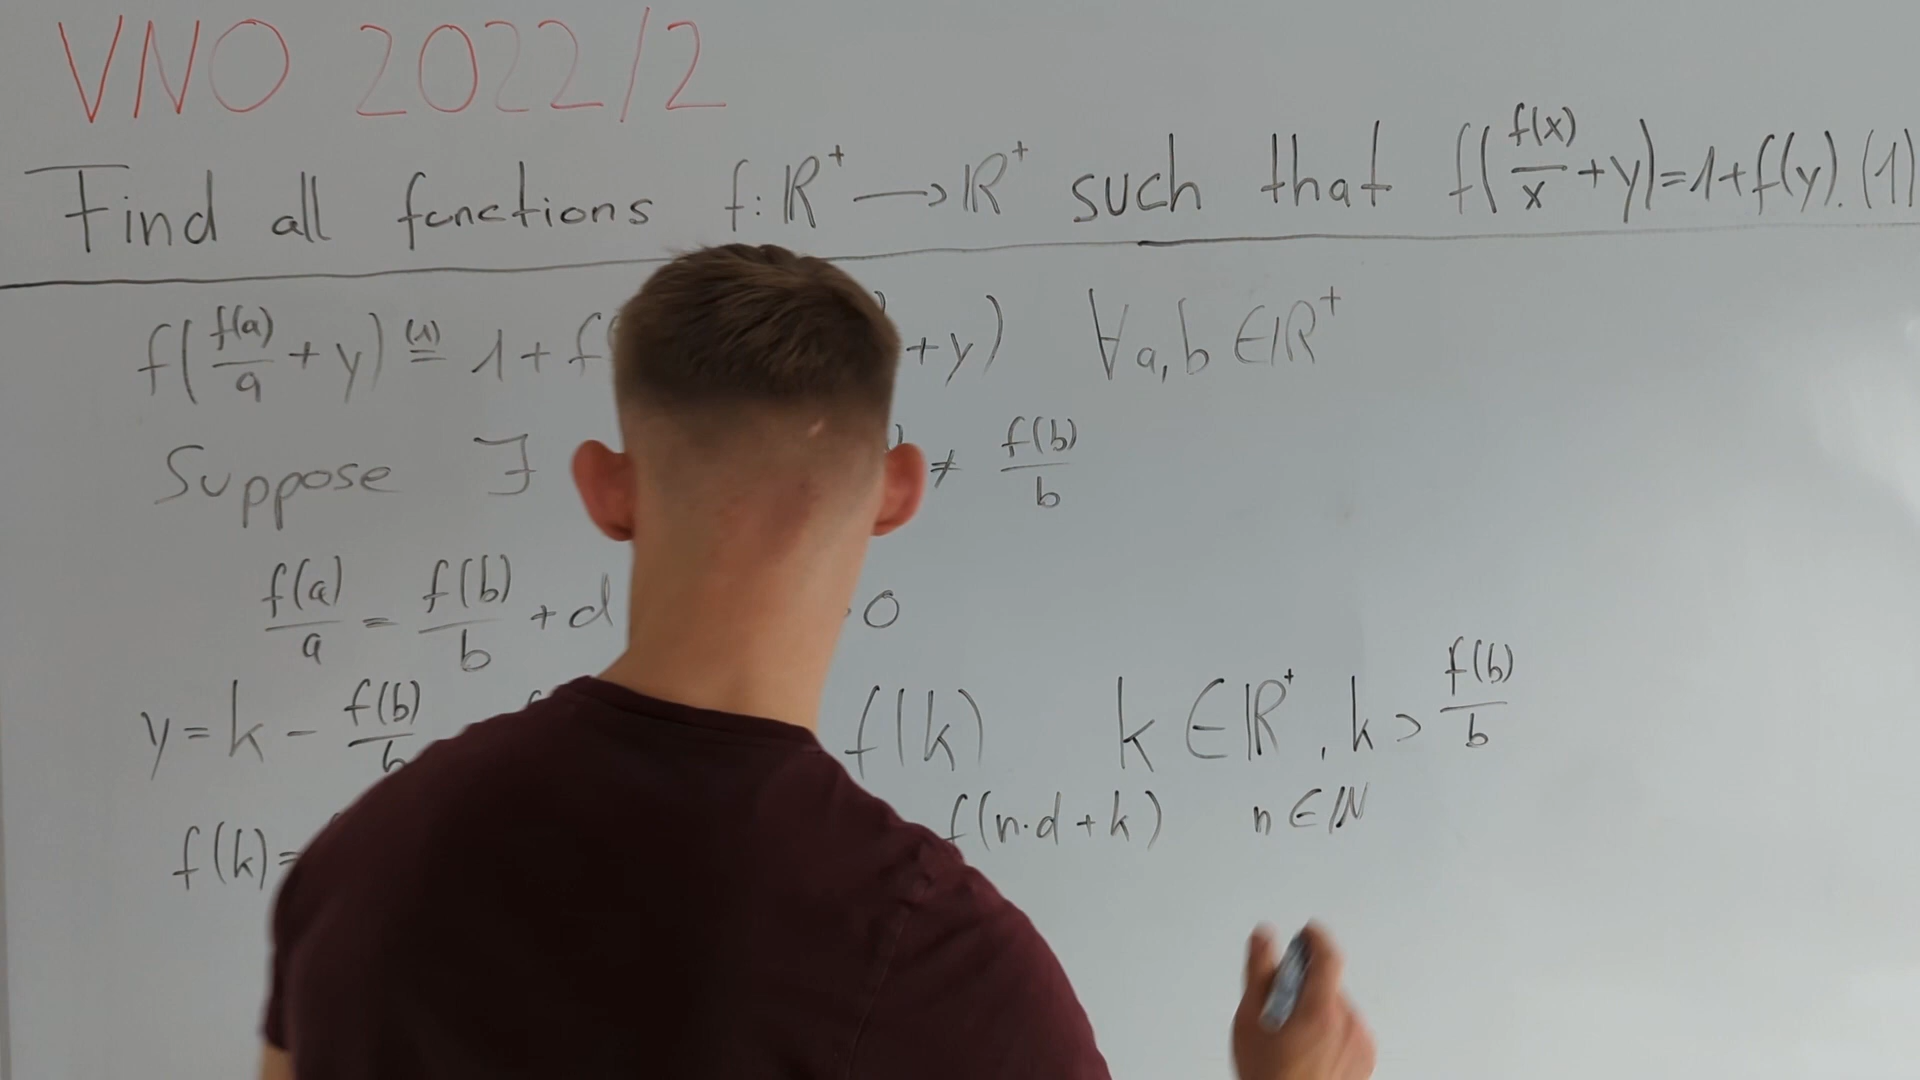 VNO 2022/2
Find all functions f: ℝ⁺ → ℝ⁺ such that f(f(x)/x + y) = 1 + f(y). (1)
f(f(a)/a + y) (1)= 1 + f( + y) ∀a, b ∈ ℝ⁺
Suppose ∃ ≠ f(b)/b
f(a)/a = f(b)/b + d 0
y = k - f(b)/b f(k) k ∈ ℝ⁺, k > f(b)/b
f(k) = f(n·d + k) n ∈ ℕ